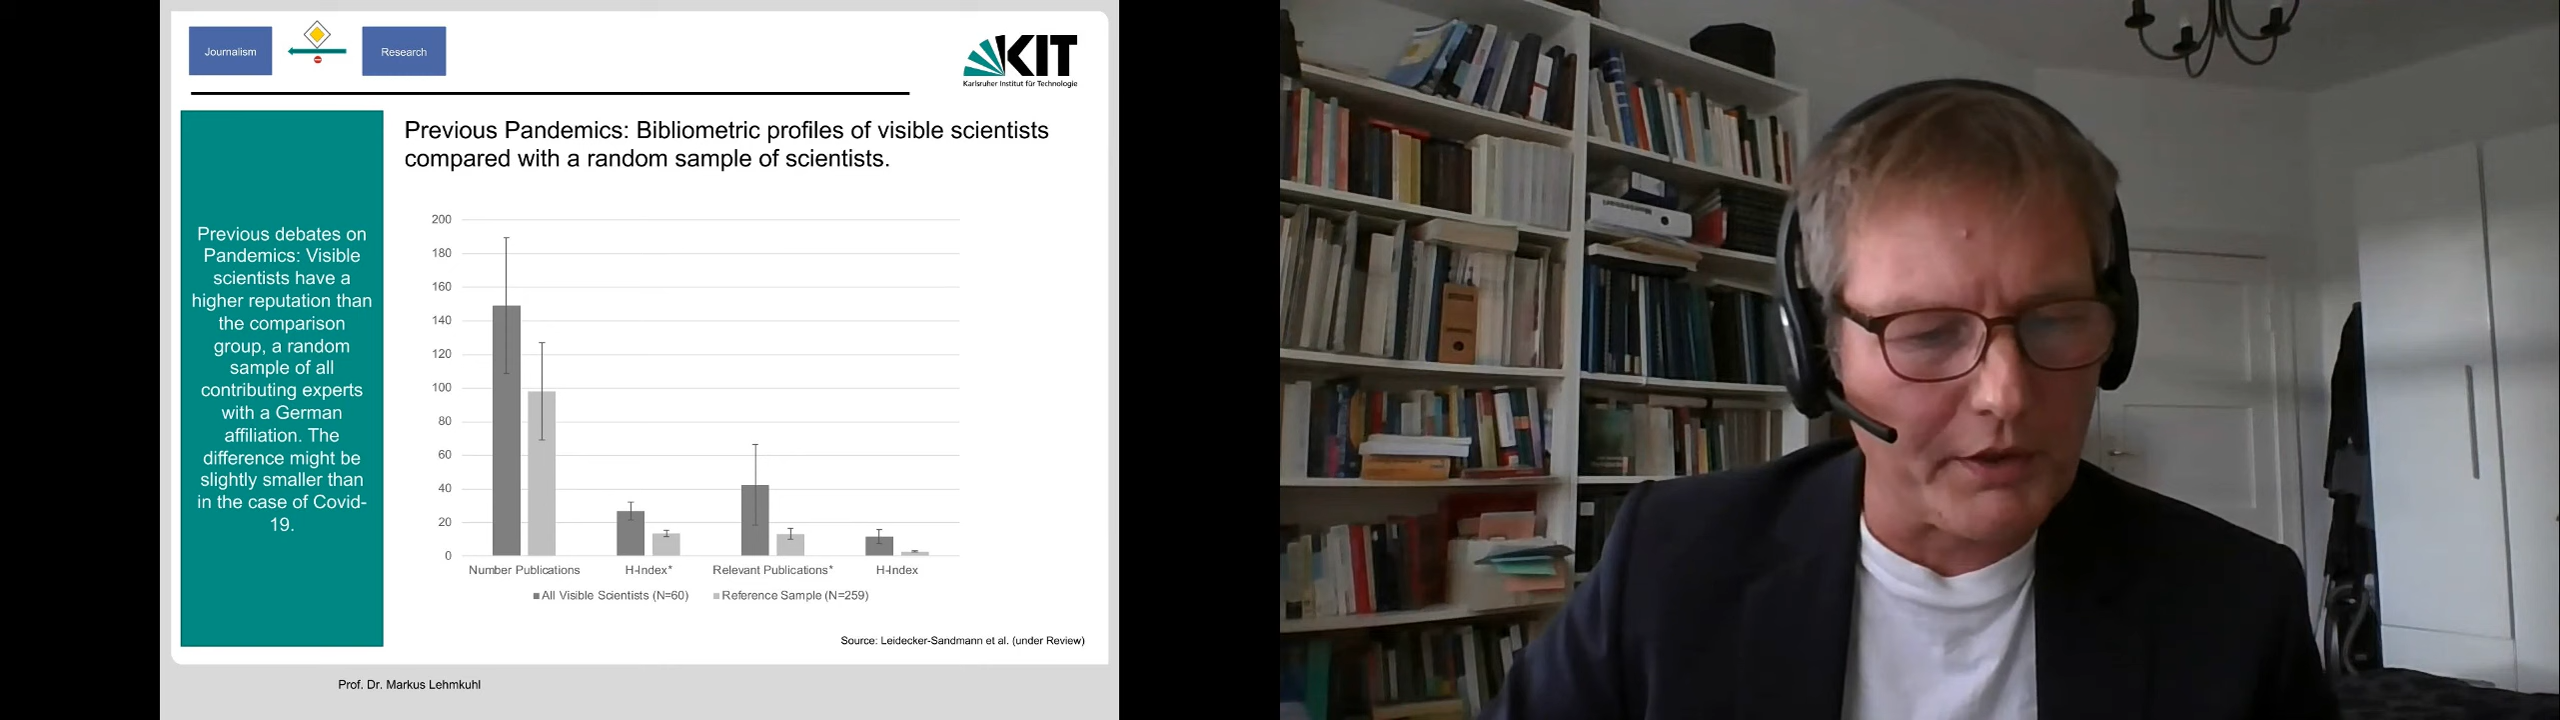 Journalism
Research
KIT
Karlsruher Institut für Technologie
Previous Pandemics: Bibliometric profiles of visible scientists
compared with a random sample of scientists.
Previous debates on
Pandemics: Visible
scientists have a
higher reputation than
the comparison
group, a random
sample of all
contributing experts
with a German
affiliation. The
difference might be
slightly smaller than
in the case of Covid-
19.
200
180
160
140
120
100
80
60
40
20
0
Number Publications H-Index* Relevant Publications* H-Index
All Visible Scientists (N=60) Reference Sample (N=259)
Source: Leidecker-Sandmann et al. (under Review)
Prof. Dr. Markus Lehmkuhl